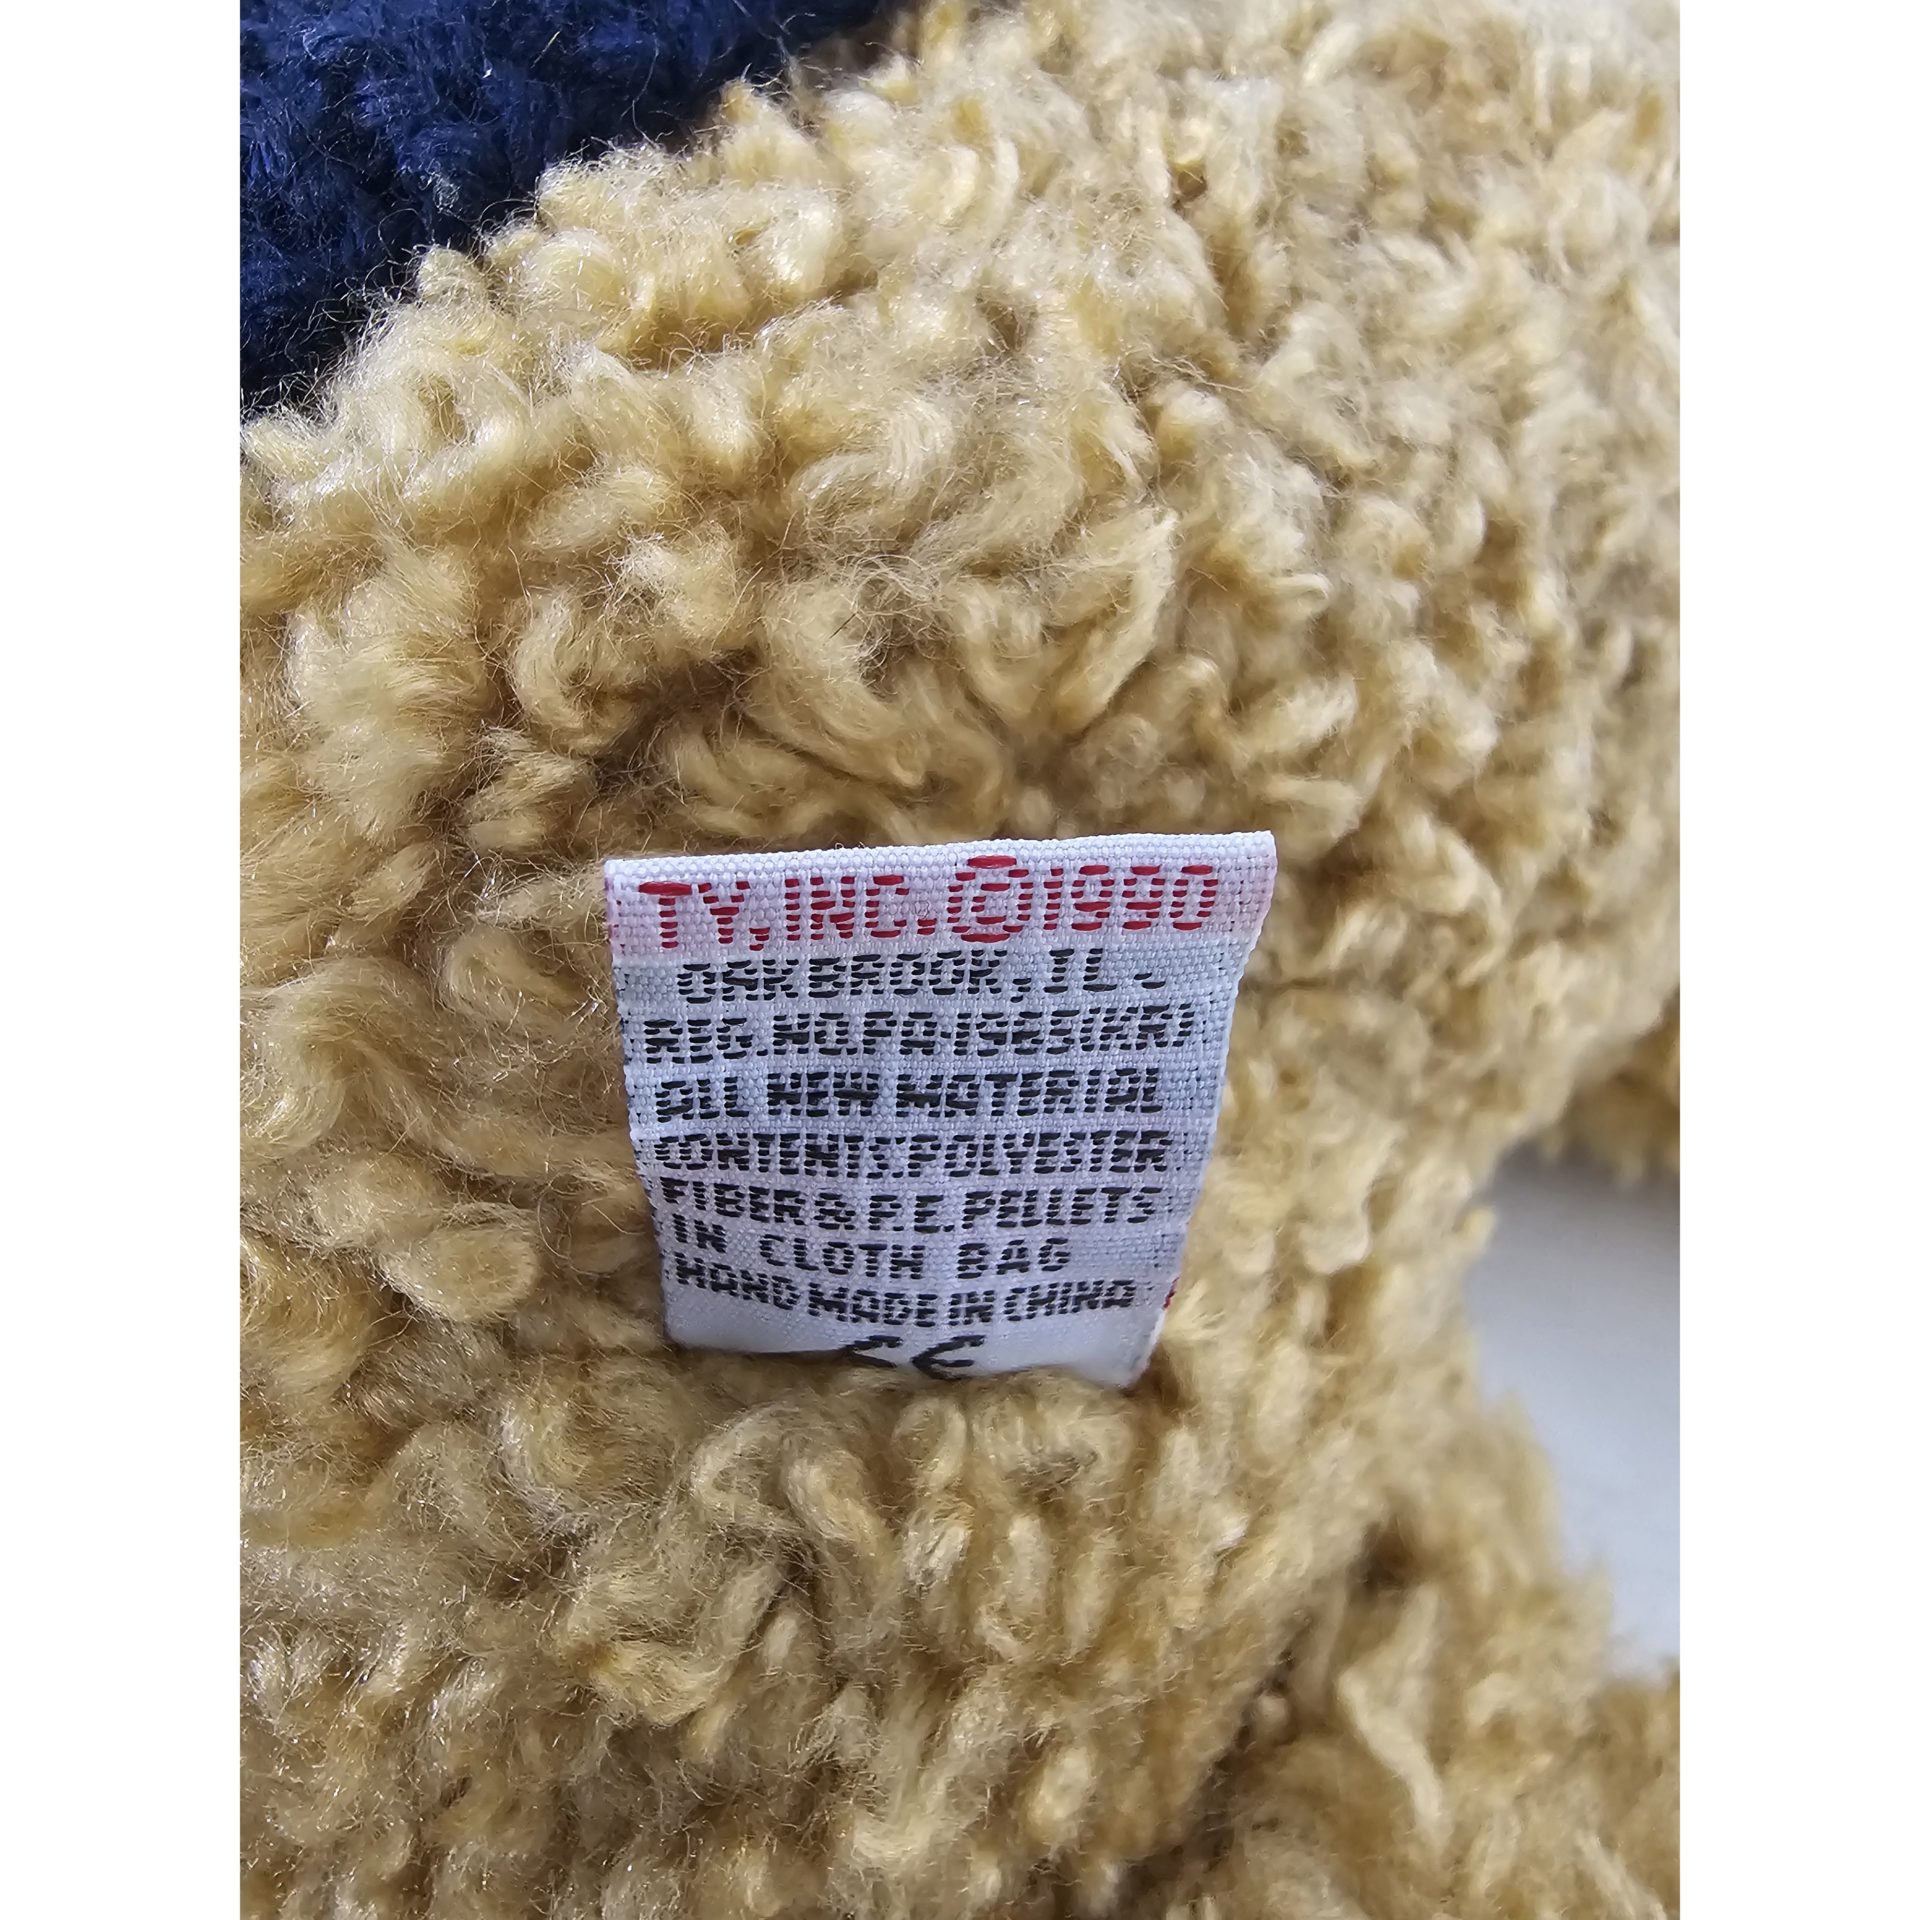 TY, INC. ©1990
OAKBROOK, IL.
REG.NO.PA-1965(KR)
ALL NEW MATERIAL
CONTENTS:POLYESTER
FIBER & P.E. PELLETS
IN CLOTH BAG
HAND MADE IN CHINA
CE